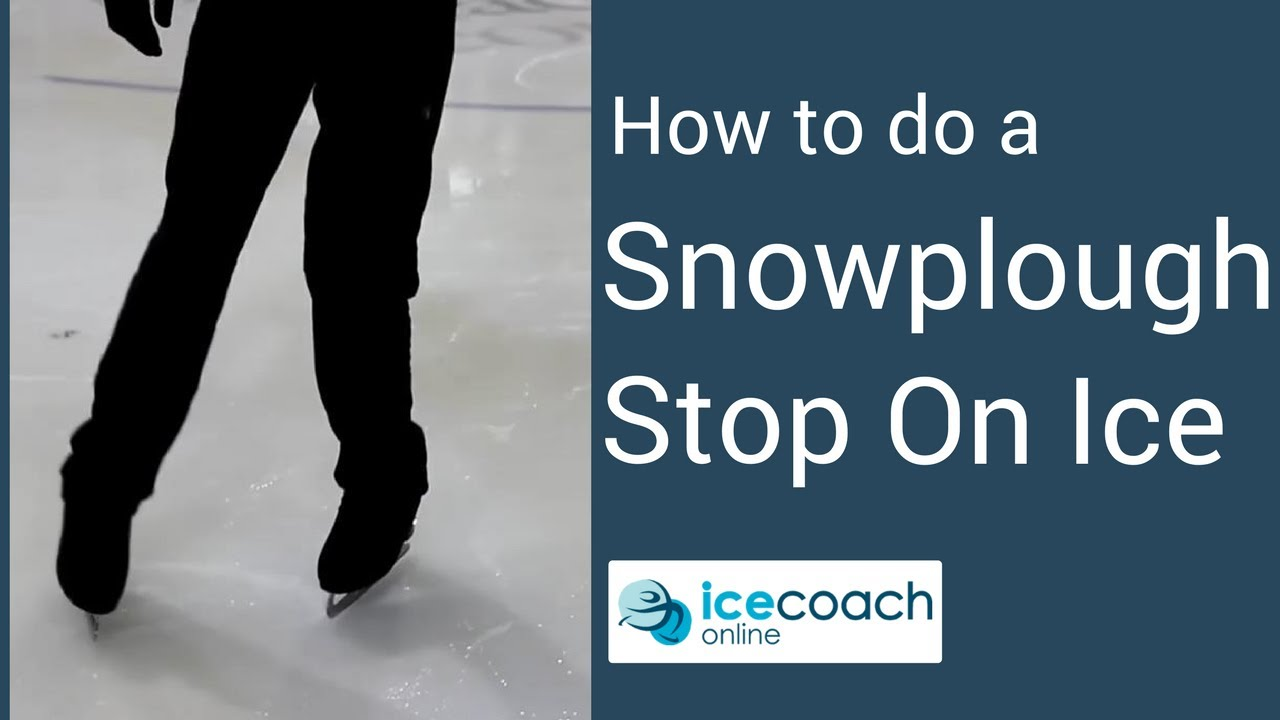 How to do a
Snowplough
Stop On Ice
icecoach
online